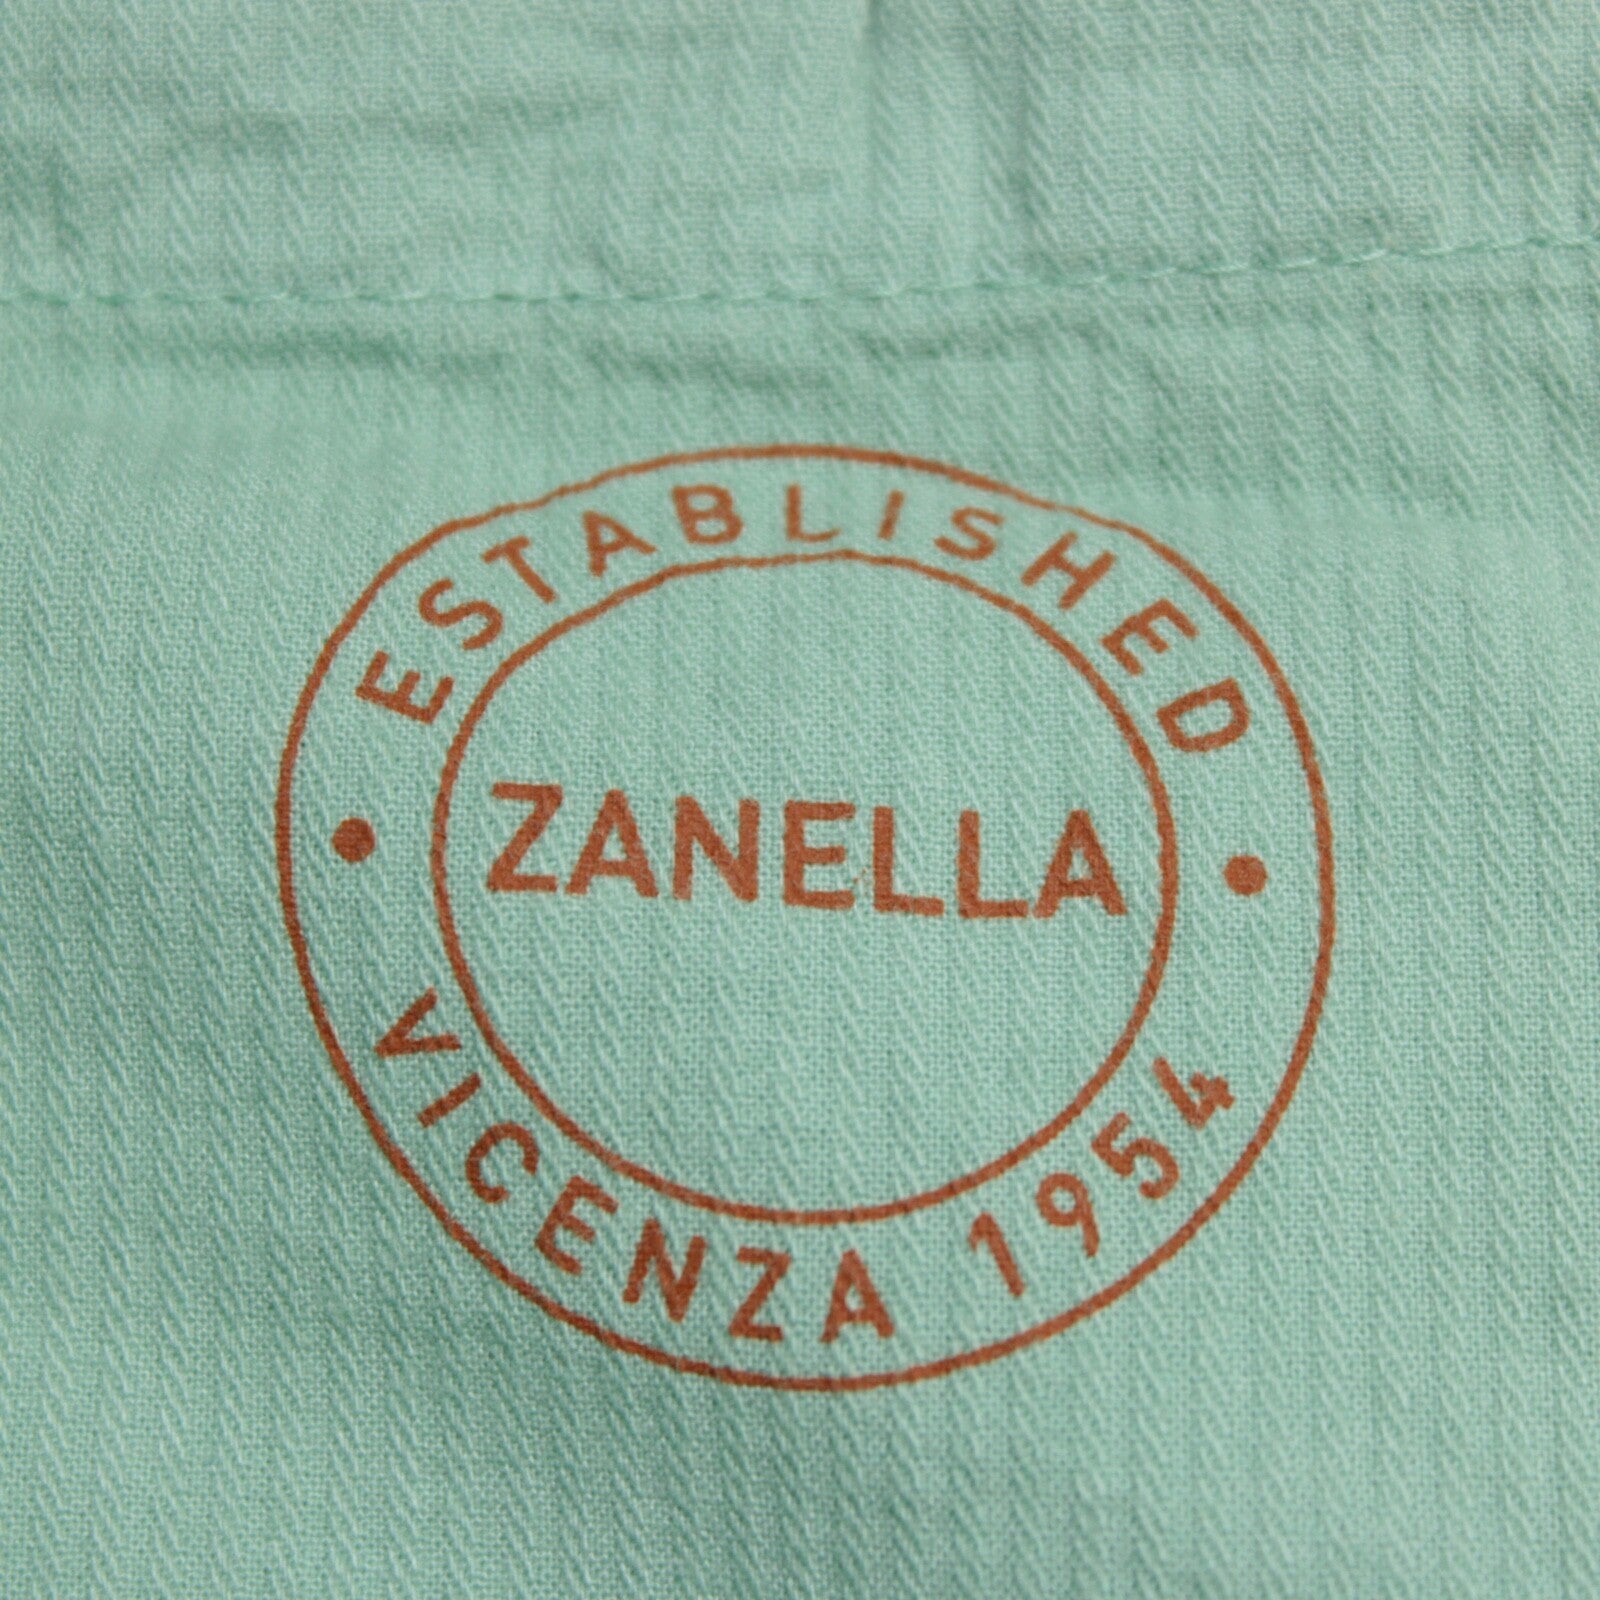 ESTABLISHED
ZANELLA
VICENZA 1954